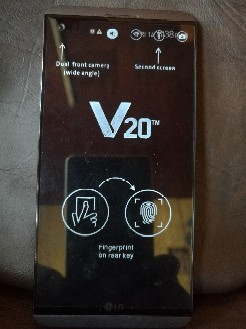 Dual front camera
(wide angle)
Second screen
V20™
Fingerprint
on rear key
LG